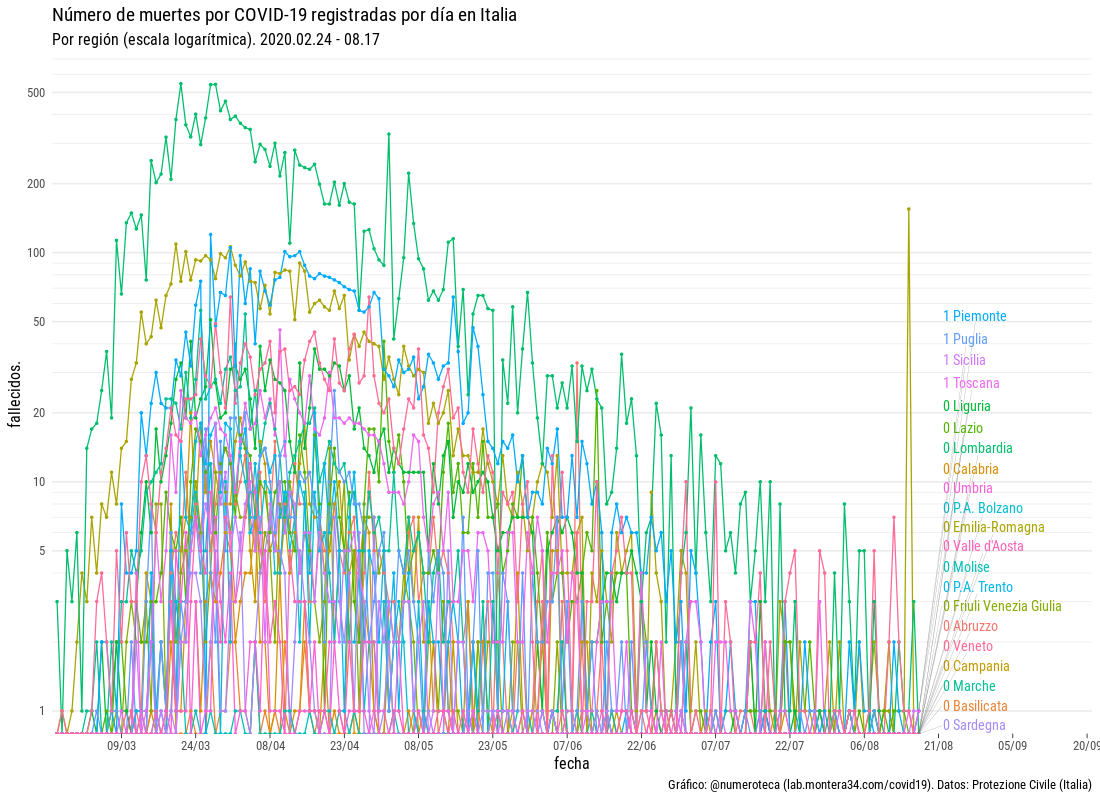 Número de muertes por COVID-19 registradas por día en Italia
Por región (escala logarítmica). 2020.02.24 - 08.17
fallecidos.
500
200
100
50
20
10
5
1
1 Piemonte
1 Puglia
1 Sicilia
1 Toscana
0 Liguria
0 Lazio
0 Lombardia
0 Calabria
0 Umbria
0 P.A. Bolzano
0 Emilia-Romagna
0 Valle d'Aosta
0 Molise
0 P.A. Trento
0 Friuli Venezia Giulia
0 Abruzzo
0 Veneto
0 Campania
0 Marche
0 Basilicata
0 Sardegna
09/03 24/03 08/04 23/04 08/05 23/05 07/06 22/06 07/07 22/07 06/08 21/08 05/09 20/09
fecha
Gráfico: @numeroteca (lab.montera34.com/covid19). Datos: Protezione Civile (Italia)